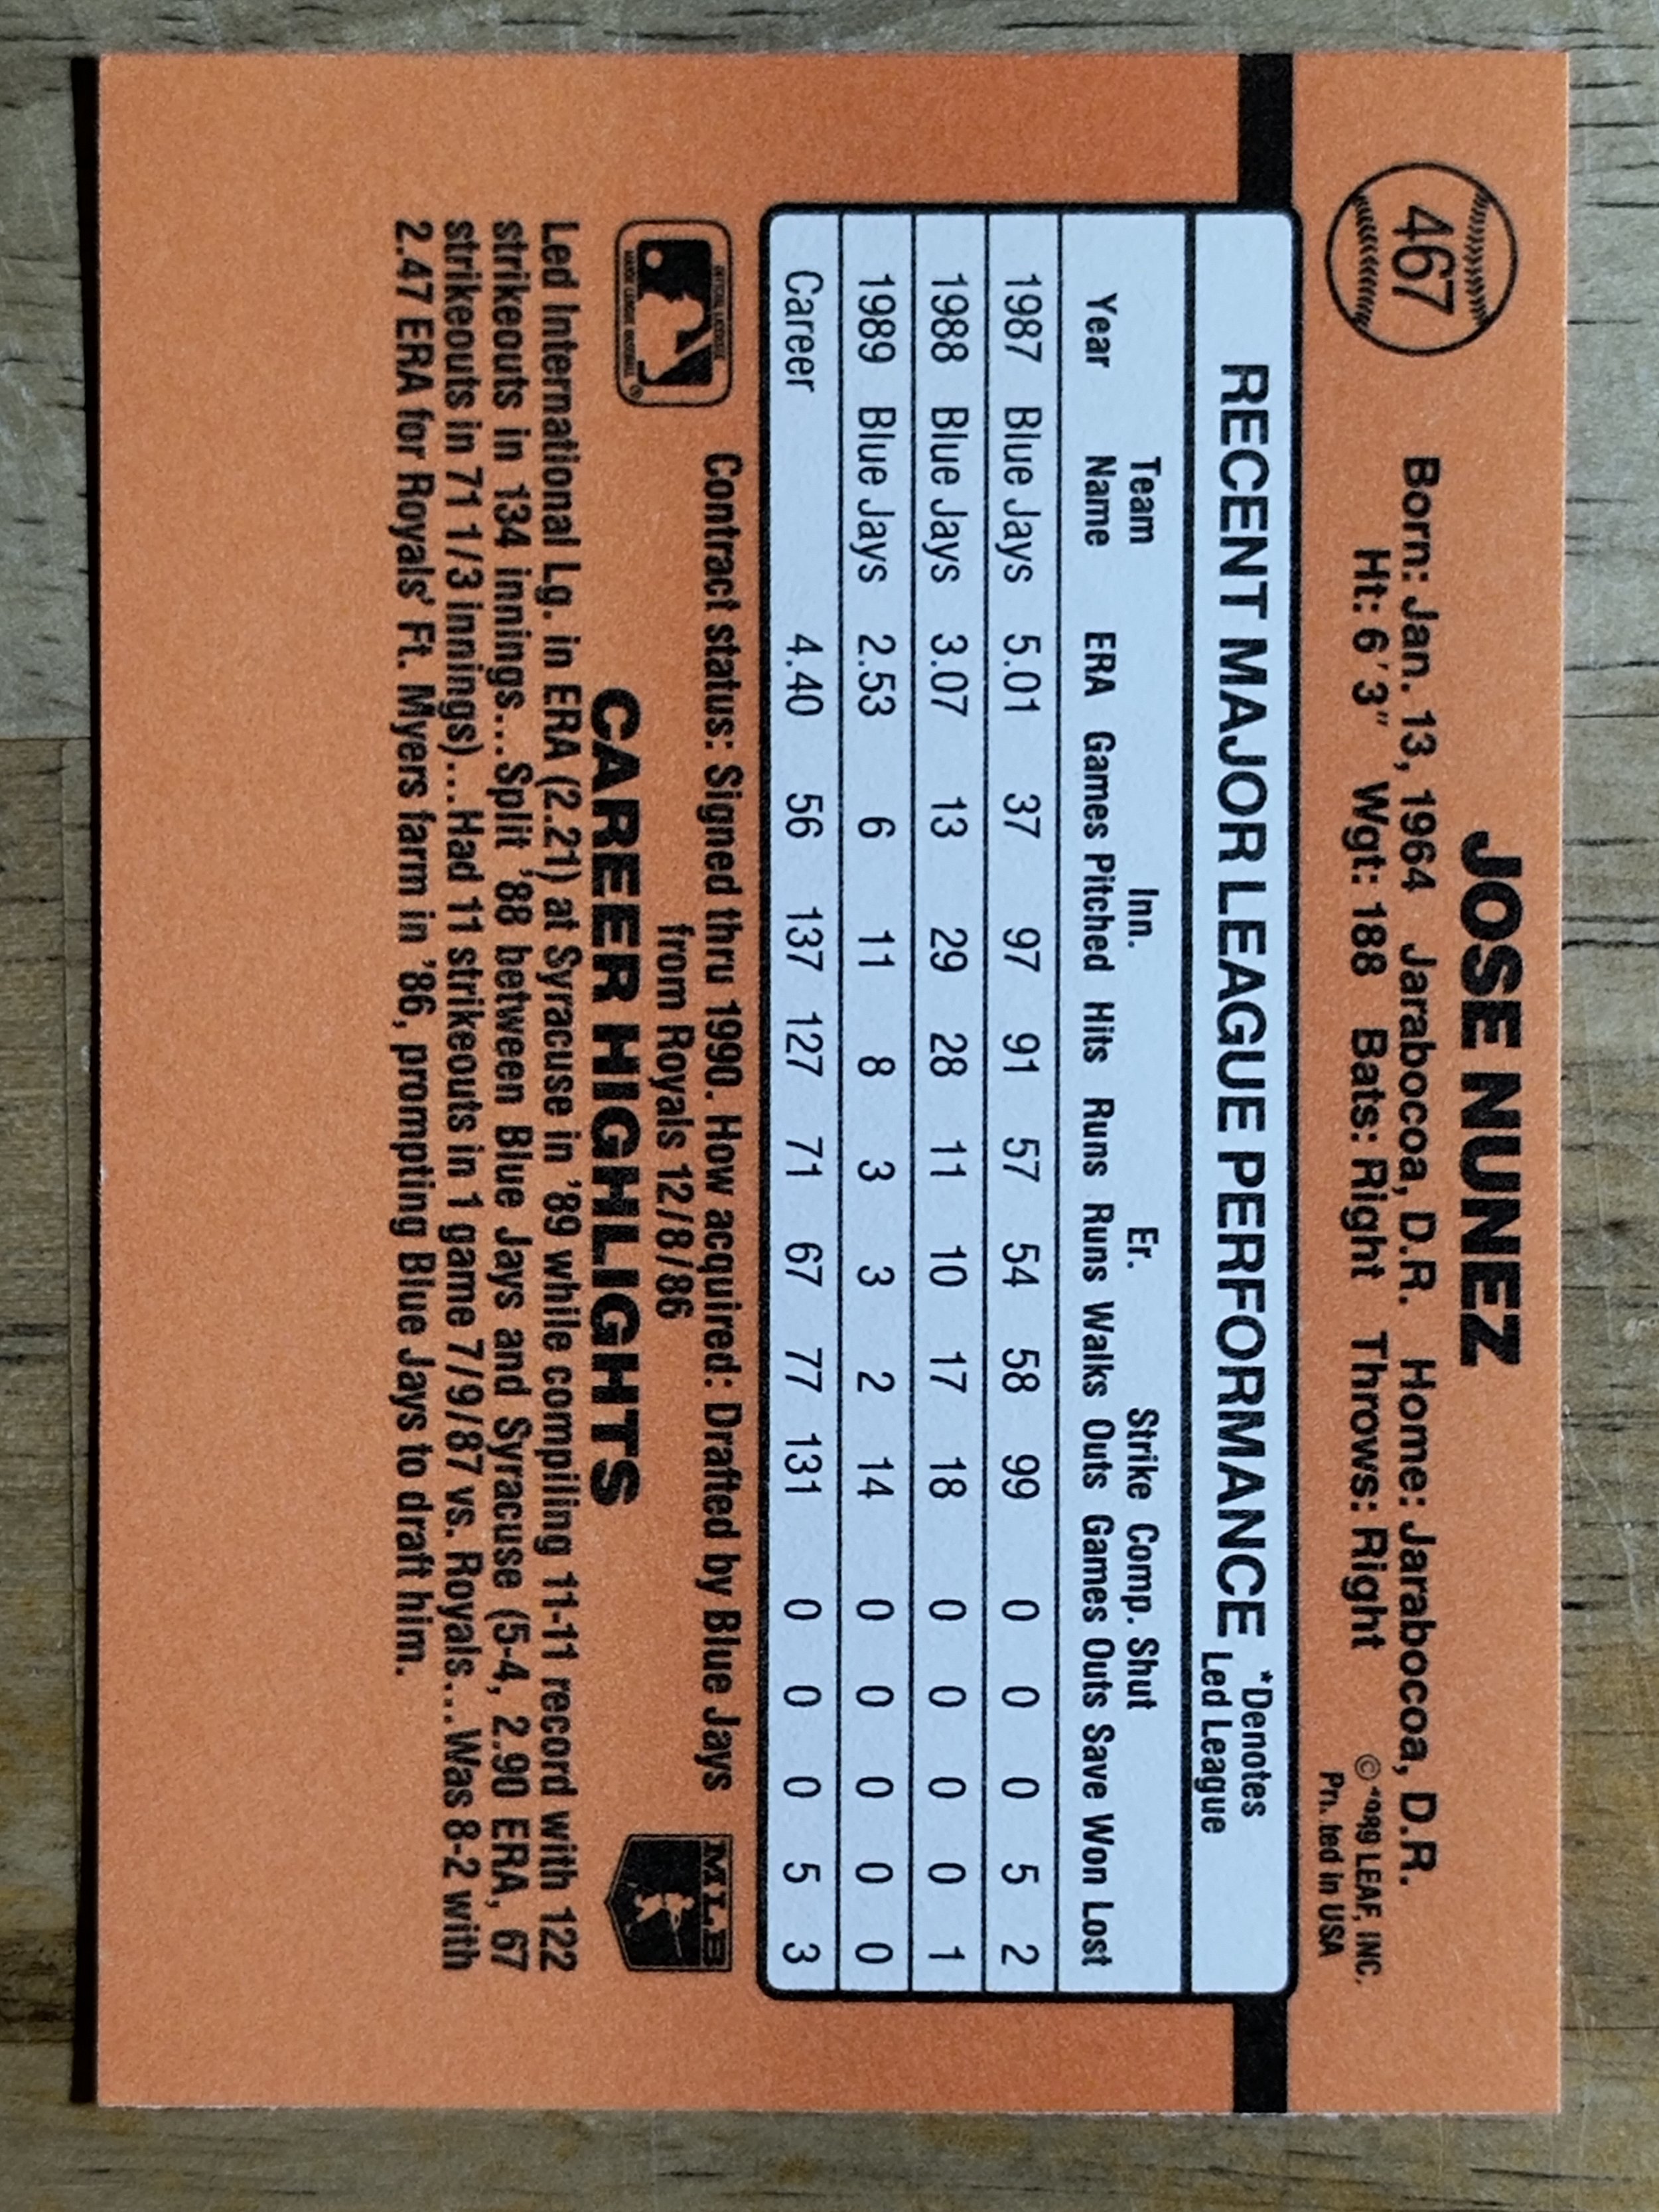 467
JOSE NUNEZ
Born: Jan. 13, 1964 Jarabocoa, D.R. Home: Jarabocoa, D.R.
Ht: 6'3" Wgt: 188 Bats: Right Throws: Right
© LEAF, INC.
in USA
RECENT MAJOR LEAGUE PERFORMANCE *Denotes Led League
Year Team Name ERA Games Inn. Pitched Hits Runs Er. Runs Walks Strike Outs Comp. Games Shut Outs Save Won Lost
1987 Blue Jays 5.01 37 97 91 57 54 58 99 0 0 0 5 2
1988 Blue Jays 3.07 13 29 28 11 10 17 18 0 0 0 0 1
1989 Blue Jays 2.53 6 11 8 3 3 2 14 0 0 0 0 0
Career 4.40 56 137 127 71 67 77 131 0 0 0 5 3
Contract status: Signed thru 1990. How acquired: Drafted by Blue Jays
from Royals 12/8/86
MLB
CAREER HIGHLIGHTS
Led International Lg. in ERA (2.21) at Syracuse in '89 while compiling 11-11 record with 122
strikeouts in 134 innings...Split '88 between Blue Jays and Syracuse (5-4, 2.90 ERA, 67
strikeouts in 71 1/3 innings)...Had 11 strikeouts in 1 game 7/9/87 vs. Royals...Was 8-2 with
2.47 ERA for Royals' Ft. Myers farm in '86, prompting Blue Jays to draft him.